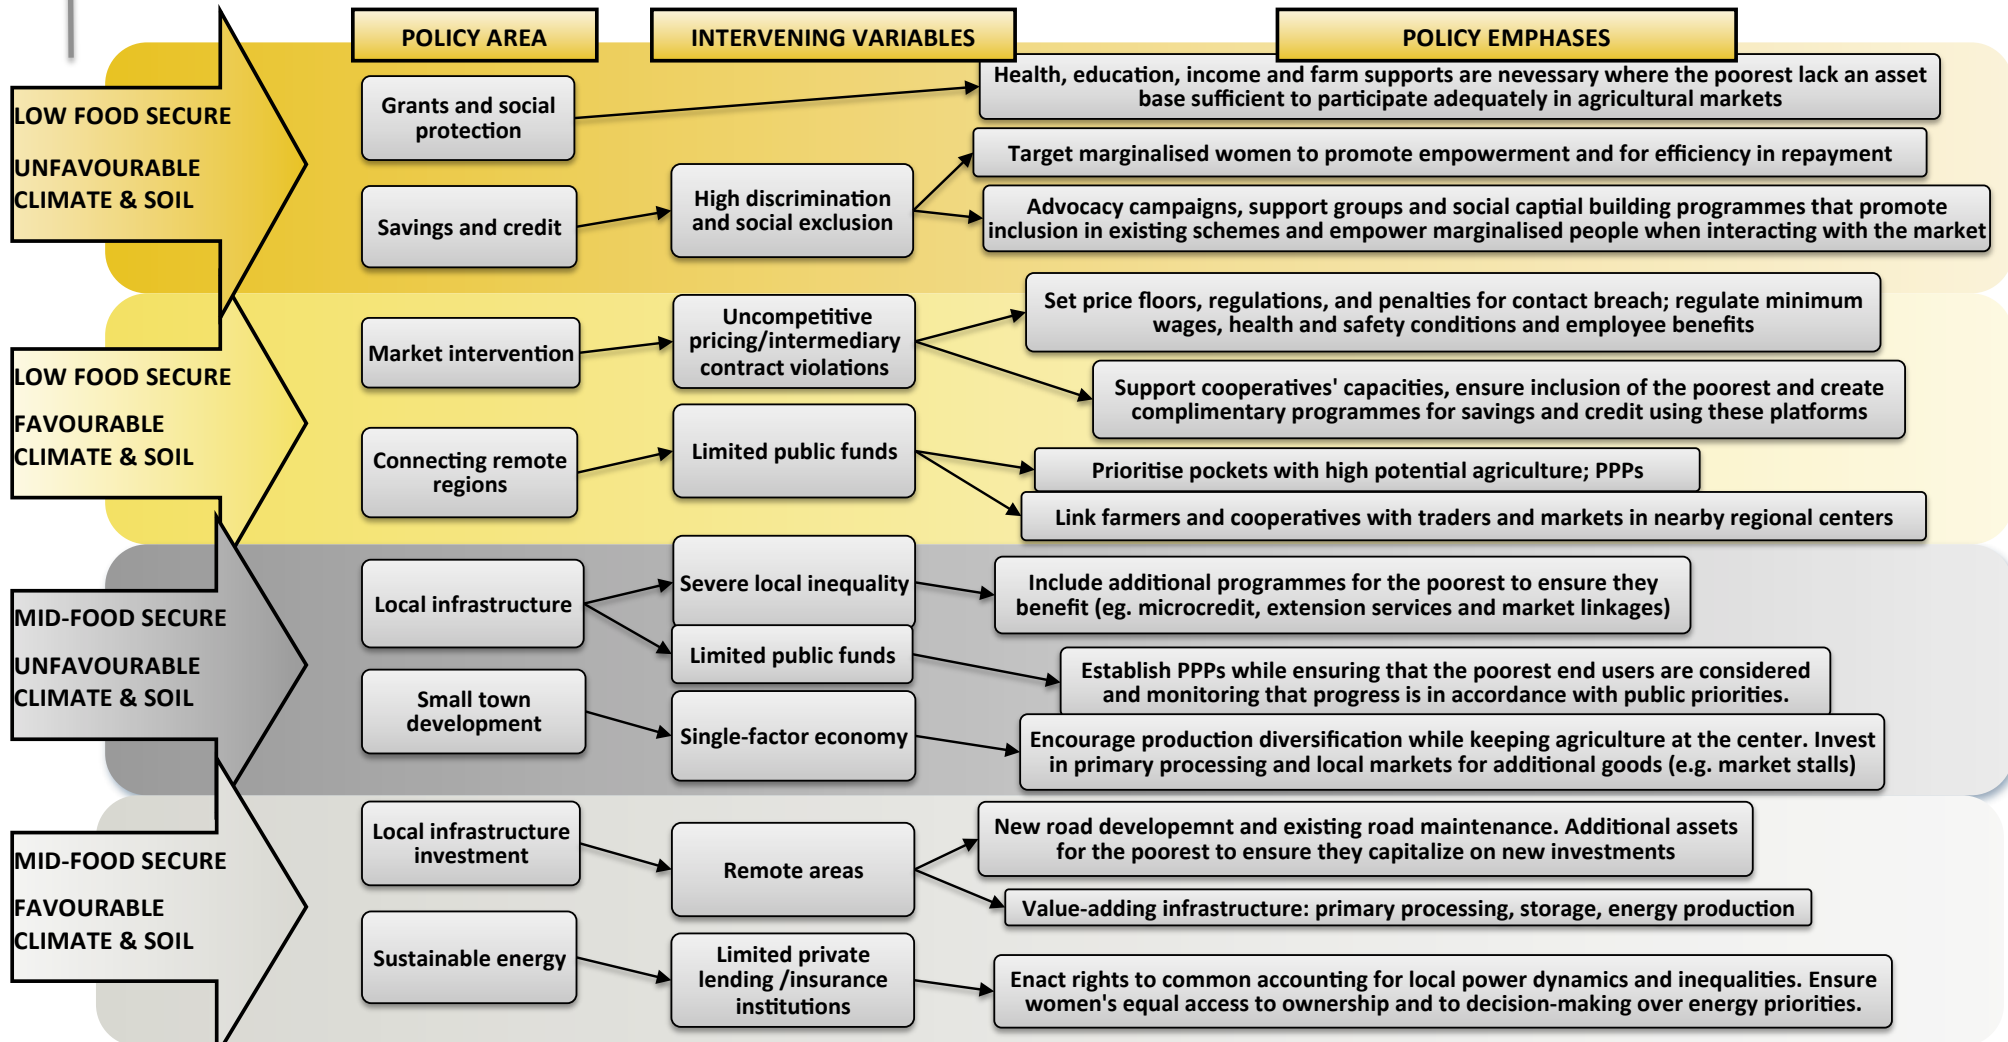 POLICY AREA
INTERVENING VARIABLES
POLICY EMPHASES
LOW FOOD SECURE
UNFAVOURABLE
CLIMATE & SOIL
Grants and social
protection
Health, education, income and farm supports are nevessary where the poorest lack an asset
base sufficient to participate adequately in agricultural markets
Savings and credit
High discrimination
and social exclusion
Target marginalised women to promote empowerment and for efficiency in repayment
Advocacy campaigns, support groups and social captial building programmes that promote
inclusion in existing schemes and empower marginalised people when interacting with the market
LOW FOOD SECURE
FAVOURABLE
CLIMATE & SOIL
Market intervention
Uncompetitive
pricing/intermediary
contract violations
Set price floors, regulations, and penalties for contact breach; regulate minimum
wages, health and safety conditions and employee benefits
Support cooperatives' capacities, ensure inclusion of the poorest and create
complimentary programmes for savings and credit using these platforms
Connecting remote
regions
Limited public funds
Prioritise pockets with high potential agriculture; PPPs
Link farmers and cooperatives with traders and markets in nearby regional centers
MID-FOOD SECURE
UNFAVOURABLE
CLIMATE & SOIL
Local infrastructure
Severe local inequality
Include additional programmes for the poorest to ensure they
benefit (eg. microcredit, extension services and market linkages)
Limited public funds
Establish PPPs while ensuring that the poorest end users are considered
and monitoring that progress is in accordance with public priorities.
Small town
development
Single-factor economy
Encourage production diversification while keeping agriculture at the center. Invest
in primary processing and local markets for additional goods (e.g. market stalls)
MID-FOOD SECURE
FAVOURABLE
CLIMATE & SOIL
Local infrastructure
investment
Remote areas
New road developemnt and existing road maintenance. Additional assets
for the poorest to ensure they capitalize on new investments
Value-adding infrastructure: primary processing, storage, energy production
Sustainable energy
Limited private
lending /insurance
institutions
Enact rights to common accounting for local power dynamics and inequalities. Ensure
women's equal access to ownership and to decision-making over energy priorities.